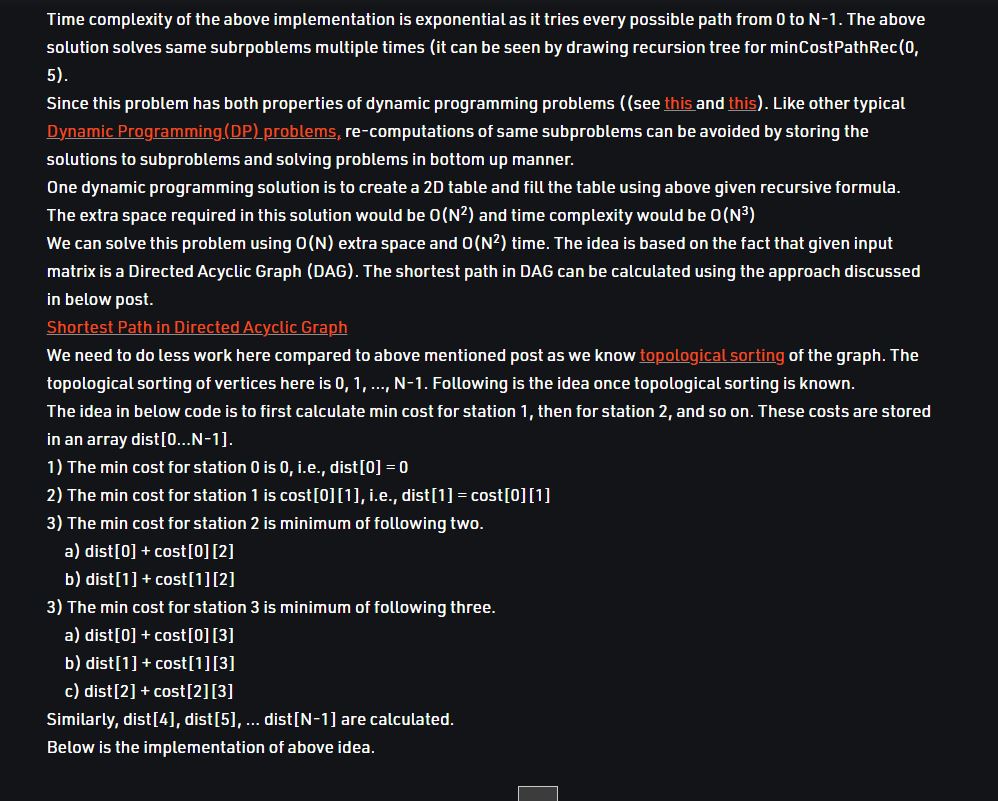 Time complexity of the above implementation is exponential as it tries every possible path from 0 to N-1. The above
solution solves same subrpoblems multiple times (it can be seen by drawing recursion tree for minCostPathRec(0,
5).
Since this problem has both properties of dynamic programming problems ((see this and this). Like other typical
Dynamic Programming(DP) problems, re-computations of same subproblems can be avoided by storing the
solutions to subproblems and solving problems in bottom up manner.
One dynamic programming solution is to create a 2D table and fill the table using above given recursive formula.
The extra space required in this solution would be O(N²) and time complexity would be O(N³)
We can solve this problem using O(N) extra space and O(N²) time. The idea is based on the fact that given input
matrix is a Directed Acyclic Graph (DAG). The shortest path in DAG can be calculated using the approach discussed
in below post.
Shortest Path in Directed Acyclic Graph
We need to do less work here compared to above mentioned post as we know topological sorting of the graph. The
topological sorting of vertices here is 0, 1, ..., N-1. Following is the idea once topological sorting is known.
The idea in below code is to first calculate min cost for station 1, then for station 2, and so on. These costs are stored
in an array dist[0...N-1].
1) The min cost for station 0 is 0, i.e., dist[0] = 0
2) The min cost for station 1 is cost[0][1], i.e., dist[1] = cost[0][1]
3) The min cost for station 2 is minimum of following two.
a) dist[0] + cost[0][2]
b) dist[1] + cost[1][2]
3) The min cost for station 3 is minimum of following three.
a) dist[0] + cost[0][3]
b) dist[1] + cost[1][3]
c) dist[2] + cost[2][3]
Similarly, dist[4], dist[5], ... dist[N-1] are calculated.
Below is the implementation of above idea.